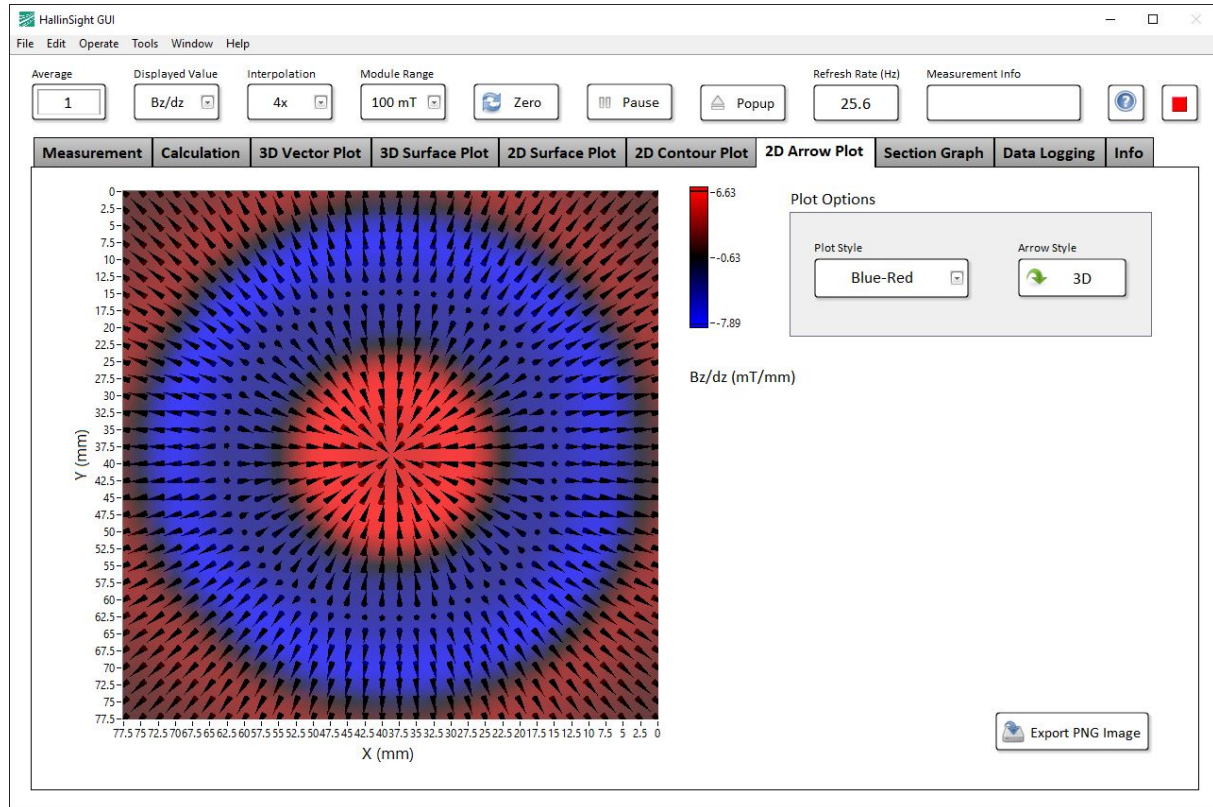 HallinSight GUI
File Edit Operate Tools Window Help
Average Displayed Value Interpolation Module Range Refresh Rate (Hz) Measurement Info
1 Bz/dz 4x 100 mT Zero Pause Popup 25.6
Measurement Calculation 3D Vector Plot 3D Surface Plot 2D Surface Plot 2D Contour Plot 2D Arrow Plot Section Graph Data Logging Info
0
2.5
5
7.5
10
12.5
15
17.5
20
22.5
25
27.5
30
32.5
35
37.5
40
42.5
45
47.5
50
52.5
55
57.5
60
62.5
65
67.5
70
72.5
75
77.5
Y (mm)
77.5 75 72.5 70 67.5 65 62.5 60 57.5 55 52.5 50 47.5 45 42.5 40 37.5 35 32.5 30 27.5 25 22.5 20 17.5 15 12.5 10 7.5 5 2.5 0
X (mm)
6.63
-0.63
-7.89
Bz/dz (mT/mm)
Plot Options
Plot Style Arrow Style
Blue-Red 3D
Export PNG Image